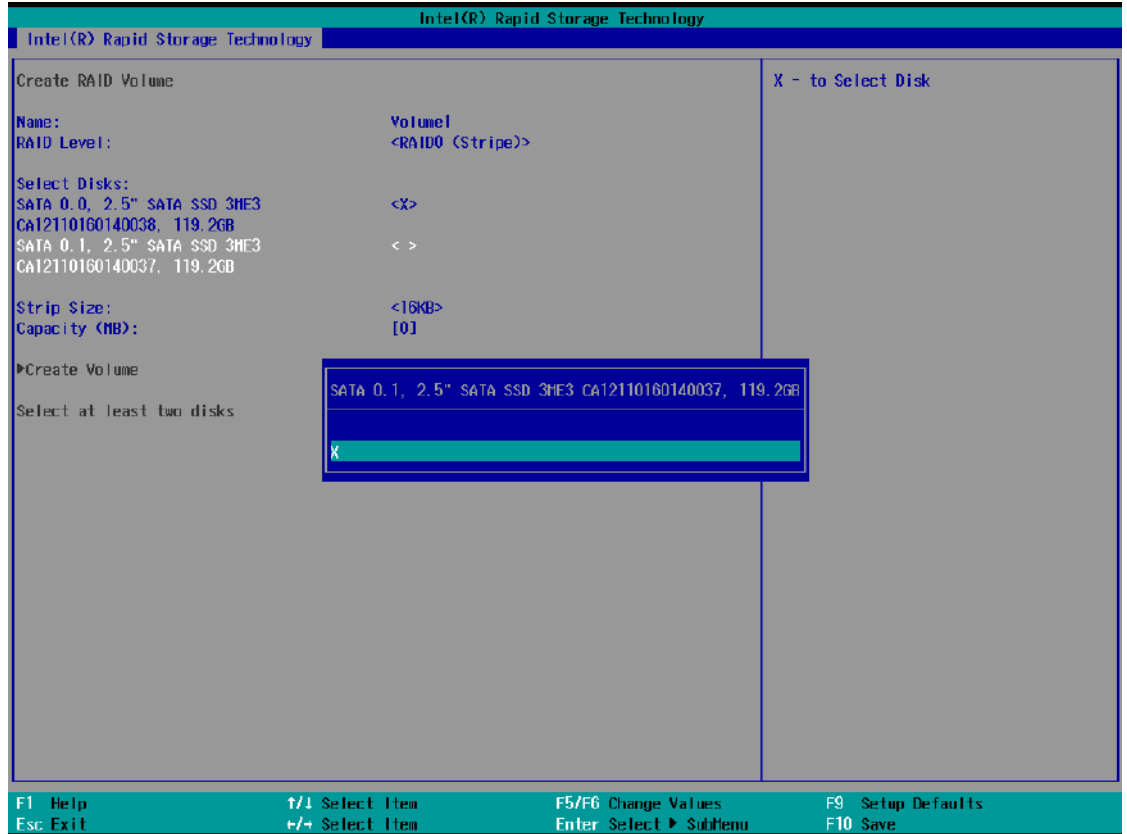 Intel(R) Rapid Storage Technology
Intel(R) Rapid Storage Technology
Create RAID Volume
X - to Select Disk
Name: Volume1
RAID Level: <RAID0 (Stripe)>
Select Disks:
SATA 0.0, 2.5" SATA SSD 3ME3 <X>
CA12110160140038, 119.2GB
SATA 0.1, 2.5" SATA SSD 3ME3 < >
CA12110160140037, 119.2GB
Strip Size: <16KB>
Capacity (MB): [0]
▶Create Volume
Select at least two disks
SATA 0.1, 2.5" SATA SSD 3ME3 CA12110160140037, 119.2GB
X
F1 Help ↑/↓ Select Item F5/F6 Change Values F9 Setup Defaults
Esc Exit ←/→ Select Item Enter Select ▶ SubMenu F10 Save